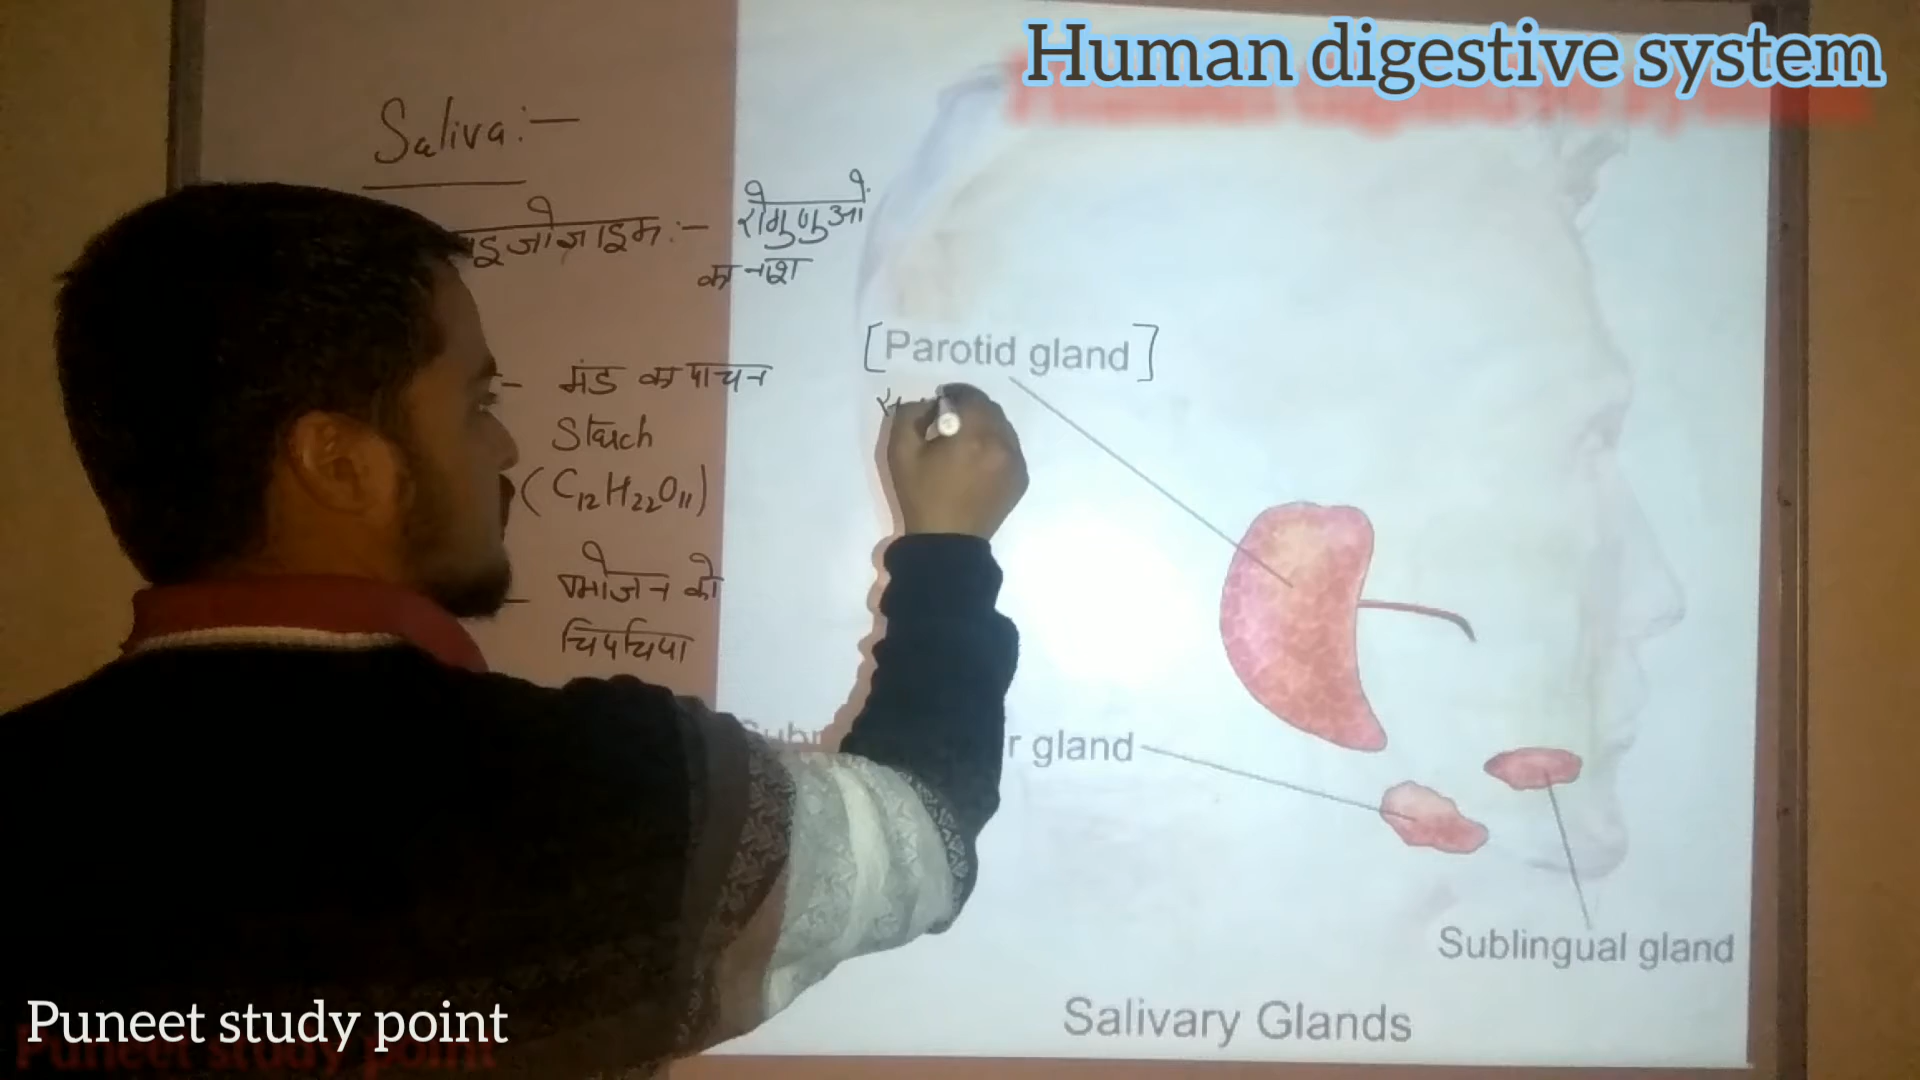 Human digestive system
Saliva:-
रोगाणुओं
का नाश
[Parotid gland]
- मंड का पाचन
Starch
(C12H22O11)
- भोजन को
चिपचिपा
r gland
Sublingual gland
Salivary Glands
Puneet study point